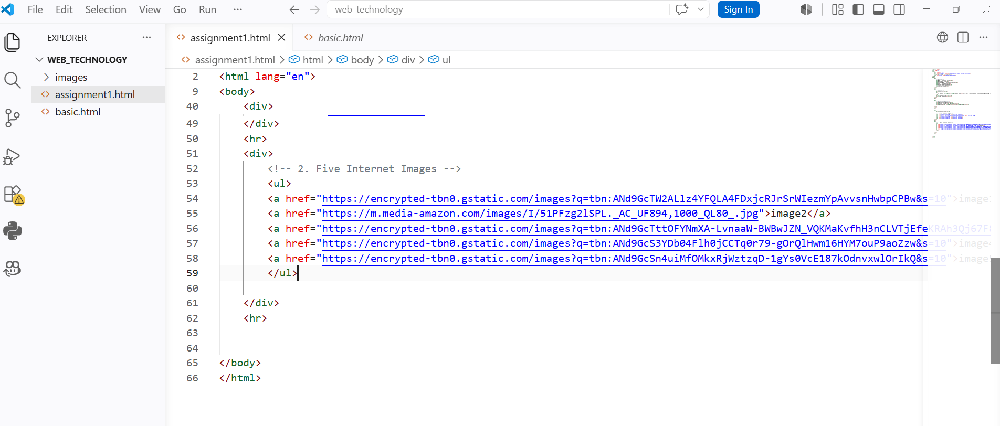 File Edit Selection View Go Run ··· web_technology Sign In
EXPLORER ···
assignment1.html
basic.html
WEB_TECHNOLOGY
images
assignment1.html
basic.html
assignment1.html > html > body > div > ul
2 <html lang="en">
9 <body>
40 <div>
49 </div>
50 <hr>
51 <div>
52 <!-- 2. Five Internet Images -->
53 <ul>
54 <a href="https://encrypted-tbn0.gstatic.com/images?q=tbn:ANd9GcTW2ALlz4YFQLA4FDxjcRJrSrWIezmYpAvvsnHwbpCPBw&s=10">image
55 <a href="https://m.media-amazon.com/images/I/51PFzg2lSPL._AC_UF894,1000_QL80_.jpg">image2</a>
56 <a href="https://encrypted-tbn0.gstatic.com/images?q=tbn:ANd9GcTttOFYNmXA-LvnaaW-BWBwJZN_VQKMaKvfhH3nCLVTjEfeKRAh3Qj67F
57 <a href="https://encrypted-tbn0.gstatic.com/images?q=tbn:ANd9GcS3YDb04Flh0jCCTq0r79-gOrQlHwm16HYM7ouP9aoZzw&s=10">image
58 <a href="https://encrypted-tbn0.gstatic.com/images?q=tbn:ANd9GcSn4uiMfOMkxRjWztzqD-1gYs0VcE187kOdnvxwlOrIkQ&s=10">image
59 </ul>
60
61 </div>
62 <hr>
63
64
65 </body>
66 </html>